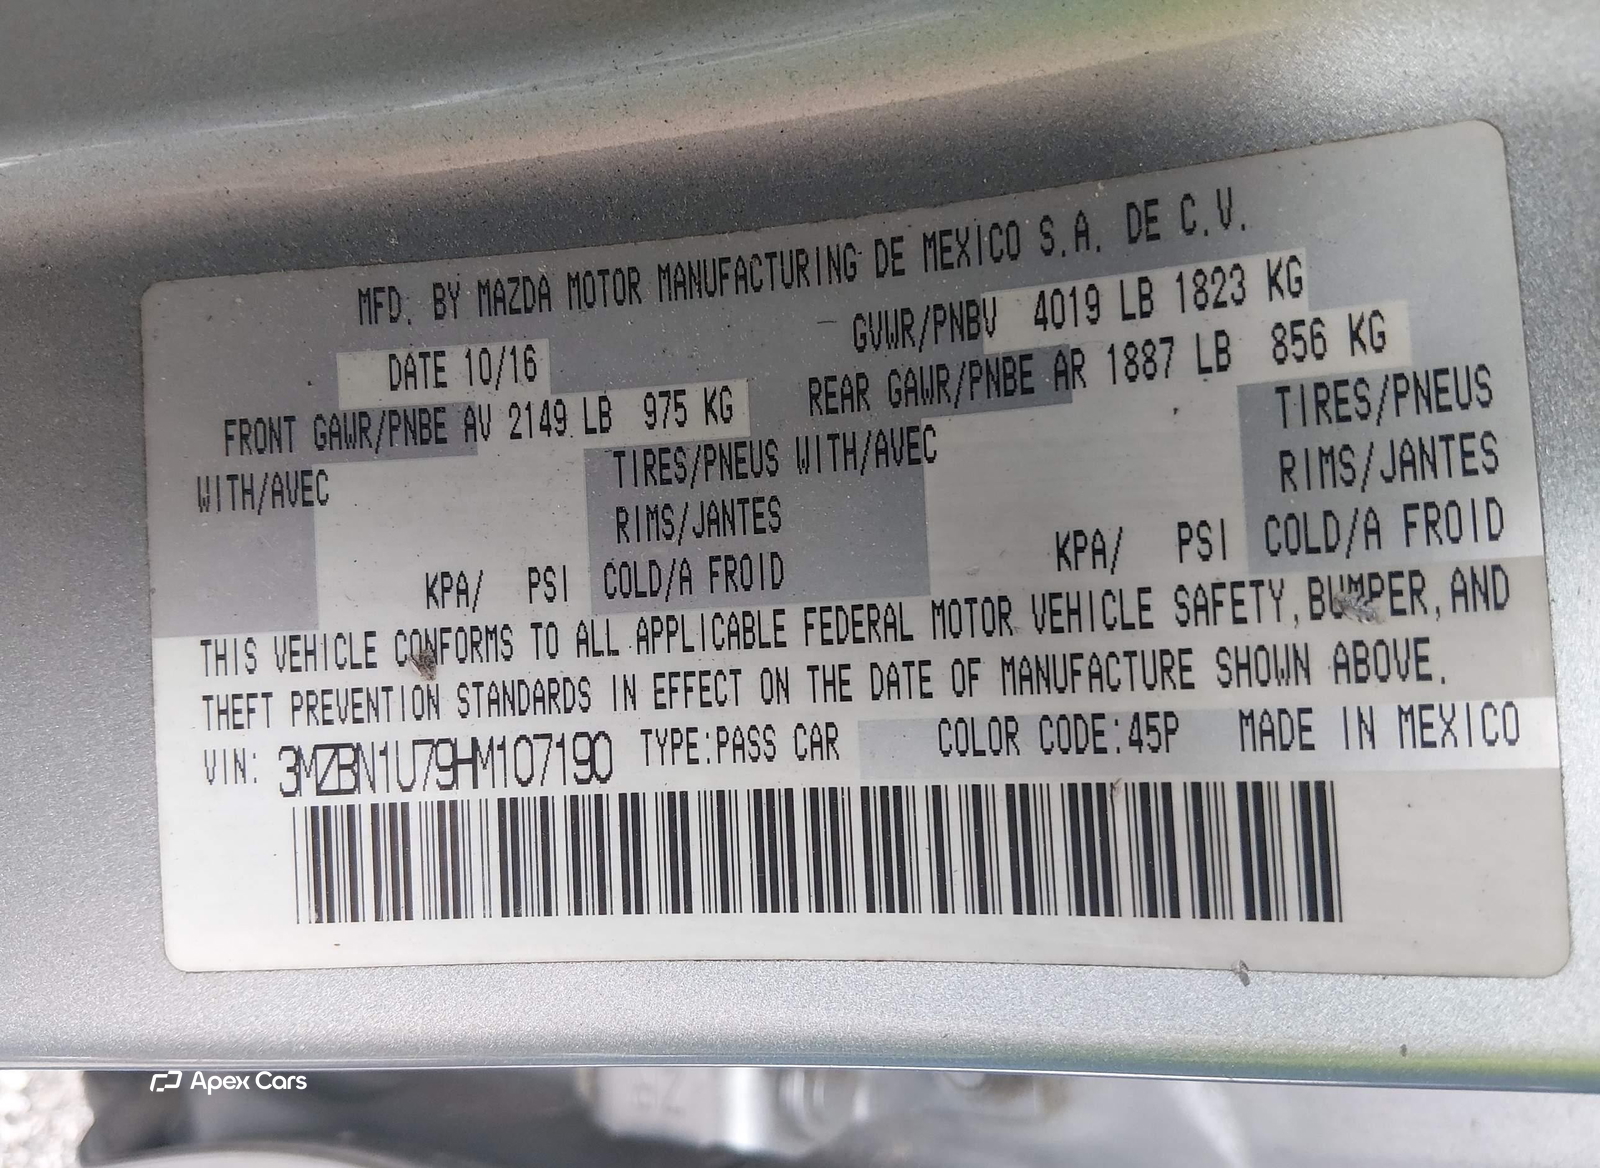 MFD. BY MAZDA MOTOR MANUFACTURING DE MEXICO S.A. DE C.V.
DATE 10/16 GVWR/PNBV 4019 LB 1823 KG
FRONT GAWR/PNBE AV 2149 LB 975 KG REAR GAWR/PNBE AR 1887 LB 856 KG
WITH/AVEC TIRES/PNEUS WITH/AVEC TIRES/PNEUS
RIMS/JANTES RIMS/JANTES
KPA/ PSI COLD/A FROID KPA/ PSI COLD/A FROID
THIS VEHICLE CONFORMS TO ALL APPLICABLE FEDERAL MOTOR VEHICLE SAFETY, BUMPER, AND
THEFT PREVENTION STANDARDS IN EFFECT ON THE DATE OF MANUFACTURE SHOWN ABOVE.
VIN: 3MZBN1U79HM107190 TYPE:PASS CAR COLOR CODE:45P MADE IN MEXICO
Apex Cars